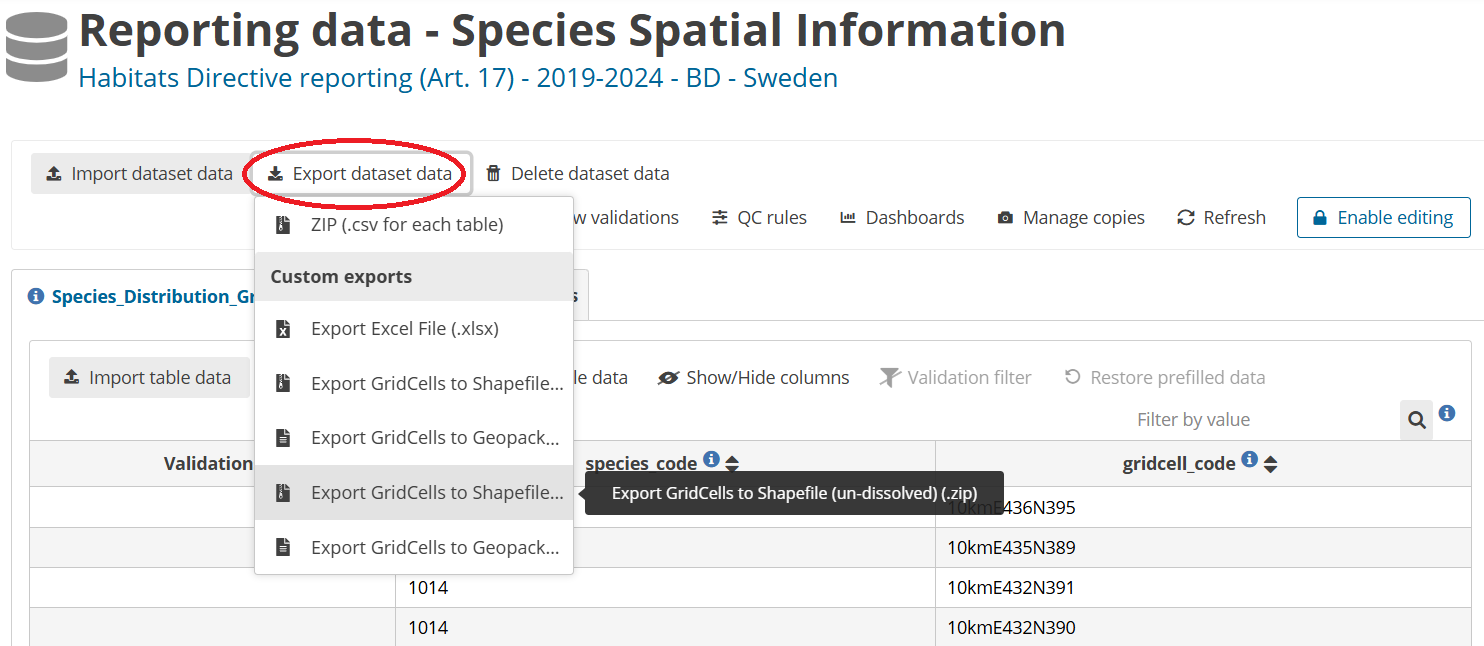 Reporting data - Species Spatial Information
Habitats Directive reporting (Art. 17) - 2019-2024 - BD - Sweden
Import dataset data
Export dataset data
Delete dataset data
ZIP (.csv for each table)
validations
QC rules
Dashboards
Manage copies
Refresh
Enable editing
Custom exports
Species_Distribution_Gr
Export Excel File (.xlsx)
Import table data
Export GridCells to Shapefile...
data
Show/Hide columns
Validation filter
Restore prefilled data
Filter by value
Export GridCells to Geopack...
Validation
species_code
gridcell_code
Export GridCells to Shapefile...
Export GridCells to Shapefile (un-dissolved) (.zip)
10kmE436N395
Export GridCells to Geopack...
10kmE435N389
1014
10kmE432N391
1014
10kmE432N390